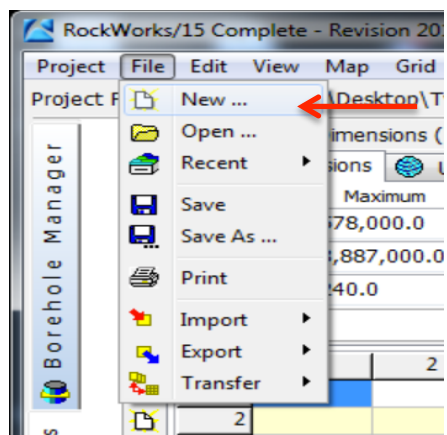 RockWorks/15 Complete - Revision 20
Project File Edit View Map Grid
Project F \Desktop\T
New ...
Open ... imensions (
Recent sions
Maximum
Save 578,000.0
Save As ... ,887,000.0
Print 240.0
Import
Export 2
Transfer
2
Borehole Manager